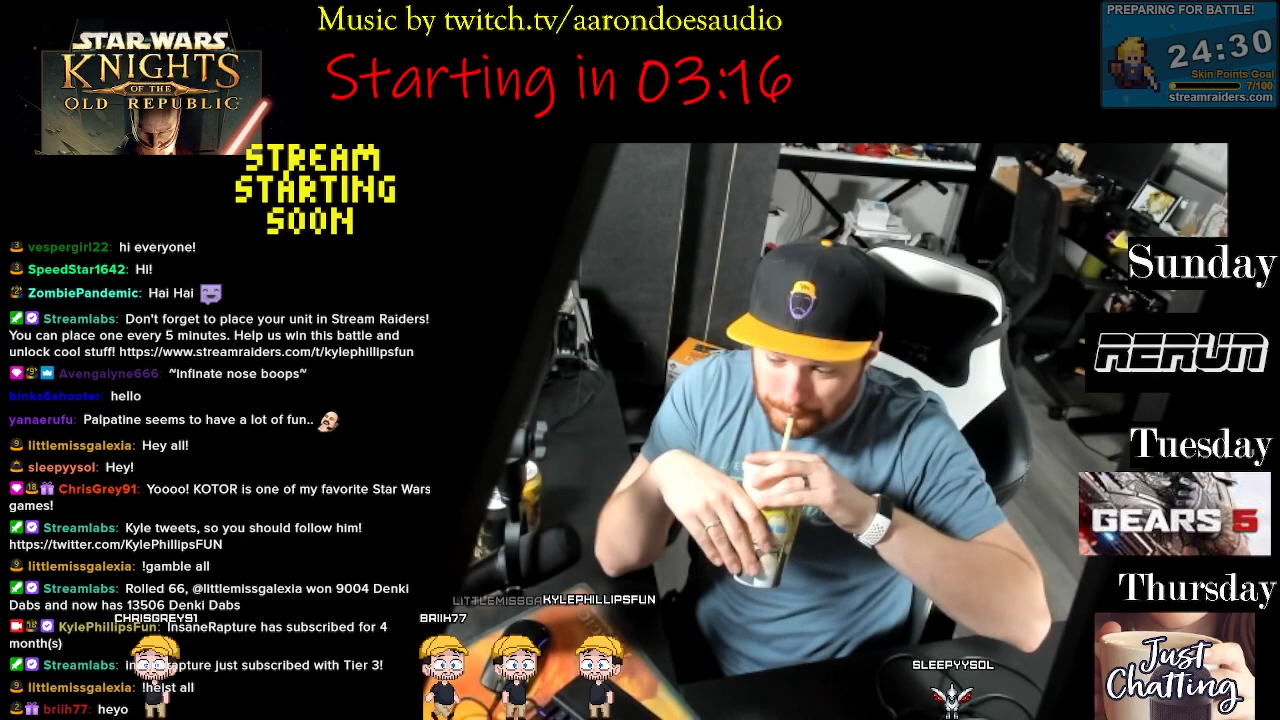 Music by twitch.tv/aarondoesaudio
Starting in 03:16
STAR WARS
KNIGHTS
OF THE
OLD REPUBLIC
PREPARING FOR BATTLE!
24:30
Skin Points Goal
7/100
streamraiders.com
STREAM
STARTING
SOON
vespergirl22: hi everyone!
SpeedStar1642: Hi!
ZombiePandemic: Hai Hai
Streamlabs: Don't forget to place your unit in Stream Raiders!
You can place one every 5 minutes. Help us win this battle and
unlock cool stuff! https://www.streamraiders.com/t/kylephillipsfun
Avengalyne666: ~Infinate nose boops~
binks6shooter: hello
yanaerufu: Palpatine seems to have a lot of fun..
littlemissgalexia: Hey all!
sleepyysol: Hey!
ChrisGrey91: Yoooo! KOTOR is one of my favorite Star Wars
games!
Streamlabs: Kyle tweets, so you should follow him!
https://twitter.com/KylePhillipsFUN
littlemissgalexia: !gamble all
Streamlabs: Rolled 66, @littlemissgalexia won 9004 Denki
Dabs and now has 13506 Denki Dabs
KylePhillipsFun: InsaneRapture has subscribed for 4
month(s)
Streamlabs: insanerapture just subscribed with Tier 3!
littlemissgalexia: !heist all
briih77: heyo
CHRISGREY91
BRIIH77
LITTLEMISSGA
KYLEPHILLIPSFUN
SLEEPYYSOL
Sunday
RERUN
Tuesday
GEARS 5
Thursday
Just
Chatting